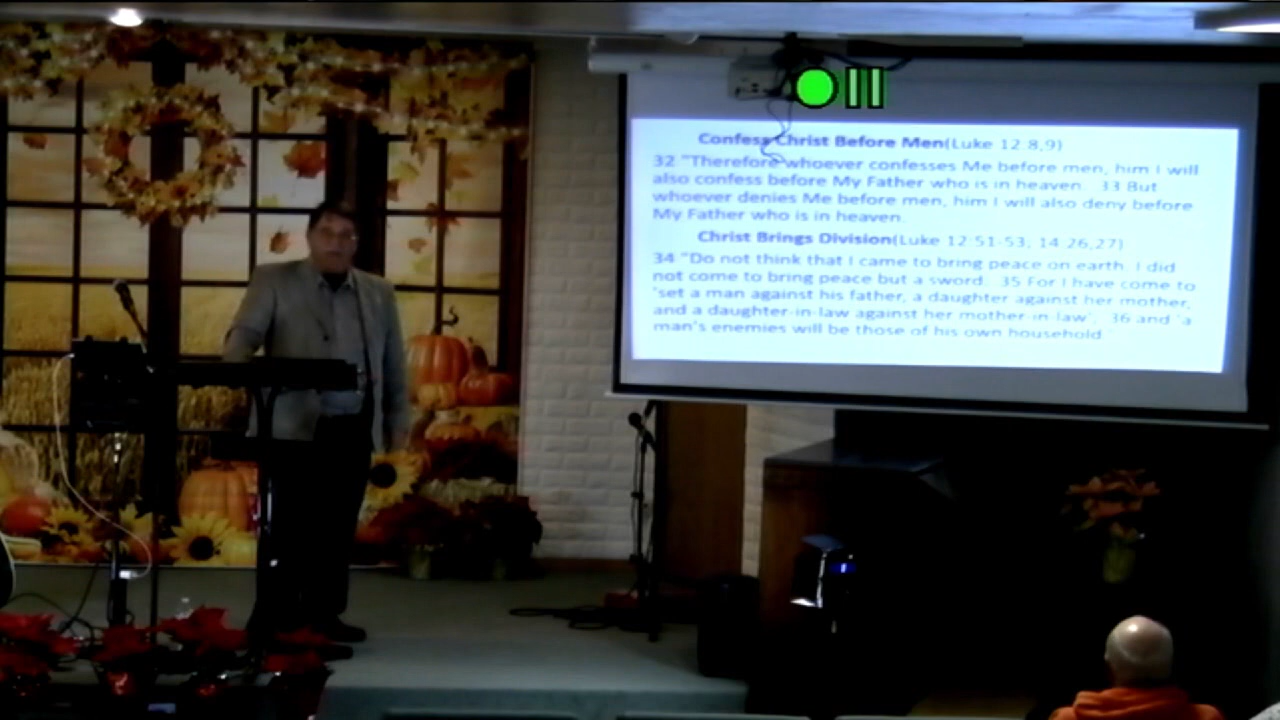 Confess Christ Before Men(Luke 12:8,9)
32 "Therefore whoever confesses Me before men, him I will
also confess before My Father who is in heaven. 33 But
whoever denies Me before men, him I will also deny before
My Father who is in heaven.
Christ Brings Division(Luke 12:51-53, 14:26,27)
34 "Do not think that I came to bring peace on earth. I did
not come to bring peace but a sword. 35 For I have come to
'set a man against his father, a daughter against her mother,
and a daughter-in-law against her mother-in-law'; 36 and 'a
man's enemies will be those of his own household.'